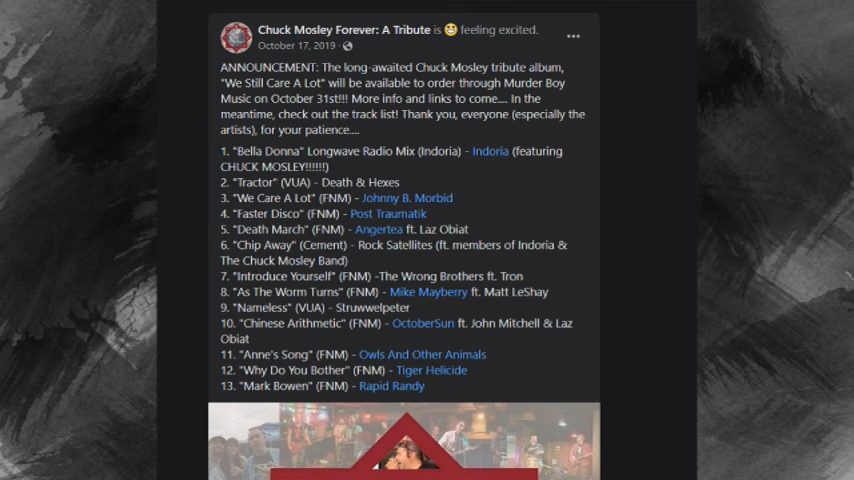 Chuck Mosley Forever: A Tribute is 😀 feeling excited.
October 17, 2019 ·
ANNOUNCEMENT: The long-awaited Chuck Mosley tribute album,
"We Still Care A Lot" will be available to order through Murder Boy
Music on October 31st!!! More info and links to come.... In the
meantime, check out the track list! Thank you, everyone (especially the
artists), for your patience....
1. "Bella Donna" Longwave Radio Mix (Indoria) - Indoria (featuring
CHUCK MOSLEY!!!!!!)
2. "Tractor" (VUA) - Death & Hexes
3. "We Care A Lot" (FNM) - Johnny B. Morbid
4. "Faster Disco" (FNM) - Post Traumatik
5. "Death March" (FNM) - Angertea ft. Laz Obiat
6. "Chip Away" (Cement) - Rock Satellites (ft. members of Indoria &
The Chuck Mosley Band)
7. "Introduce Yourself" (FNM) -The Wrong Brothers ft. Tron
8. "As The Worm Turns" (FNM) - Mike Mayberry ft. Matt LeShay
9. "Nameless" (VUA) - Struwwelpeter
10. "Chinese Arithmetic" (FNM) - OctoberSun ft. John Mitchell & Laz
Obiat
11. "Anne's Song" (FNM) - Owls And Other Animals
12. "Why Do You Bother" (FNM) - Tiger Helicide
13. "Mark Bowen" (FNM) - Rapid Randy